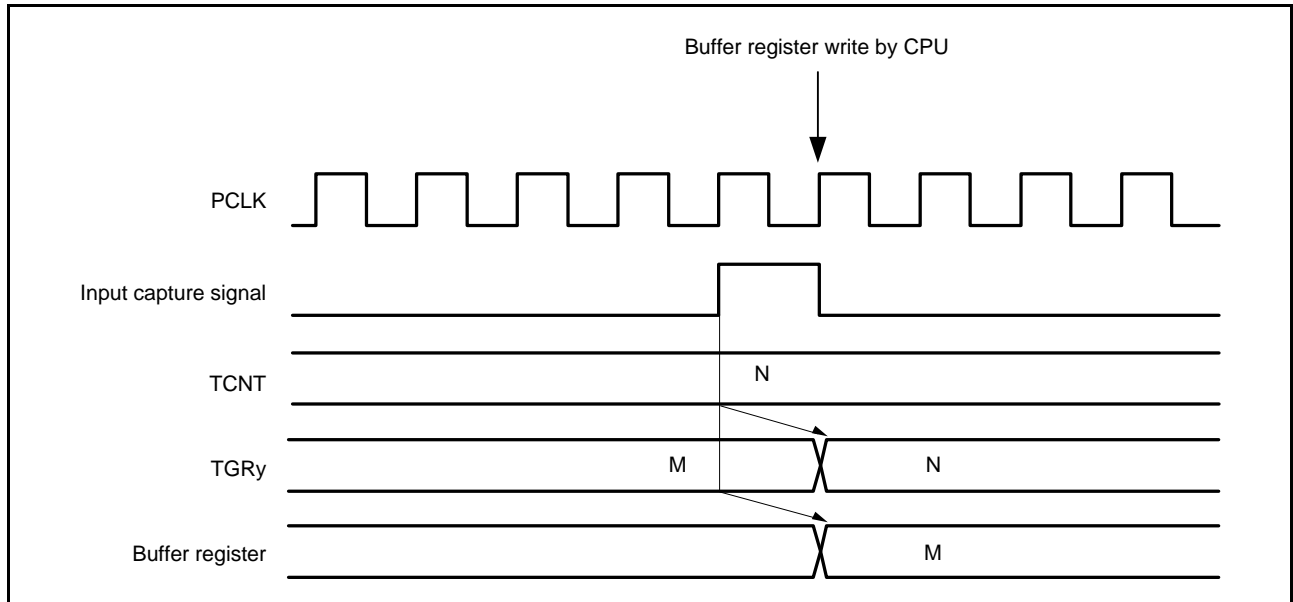 Buffer register write by CPU
PCLK
Input capture signal
TCNT
N
TGRy
M
N
Buffer register
M